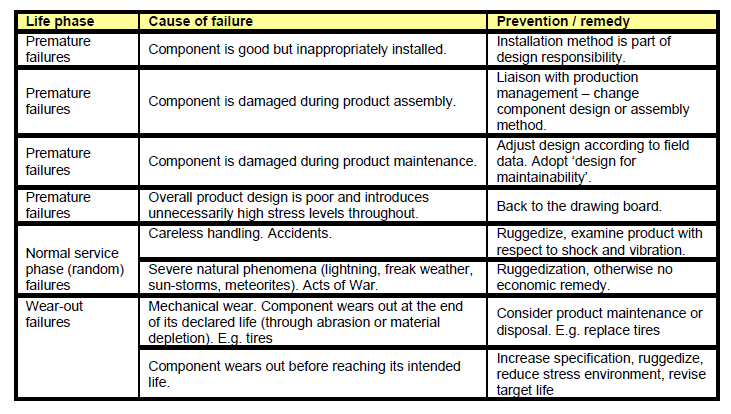 Life phase
Cause of failure
Prevention / remedy
Premature
failures
Component is good but inappropriately installed.
Installation method is part of
design responsibility.
Premature
failures
Component is damaged during product assembly.
Liaison with production
management – change
component design or assembly
method.
Premature
failures
Component is damaged during product maintenance.
Adjust design according to field
data. Adopt ‘design for
maintainability’.
Premature
failures
Overall product design is poor and introduces
unnecessarily high stress levels throughout.
Back to the drawing board.
Normal service
phase (random)
failures
Careless handling. Accidents.
Ruggedize, examine product with
respect to shock and vibration.
Severe natural phenomena (lightning, freak weather,
sun-storms, meteorites). Acts of War.
Ruggedization, otherwise no
economic remedy.
Wear-out
failures
Mechanical wear. Component wears out at the end
of its declared life (through abrasion or material
depletion). E.g. tires
Consider product maintenance or
disposal. E.g. replace tires
Component wears out before reaching its intended
life.
Increase specification, ruggedize,
reduce stress environment, revise
target life